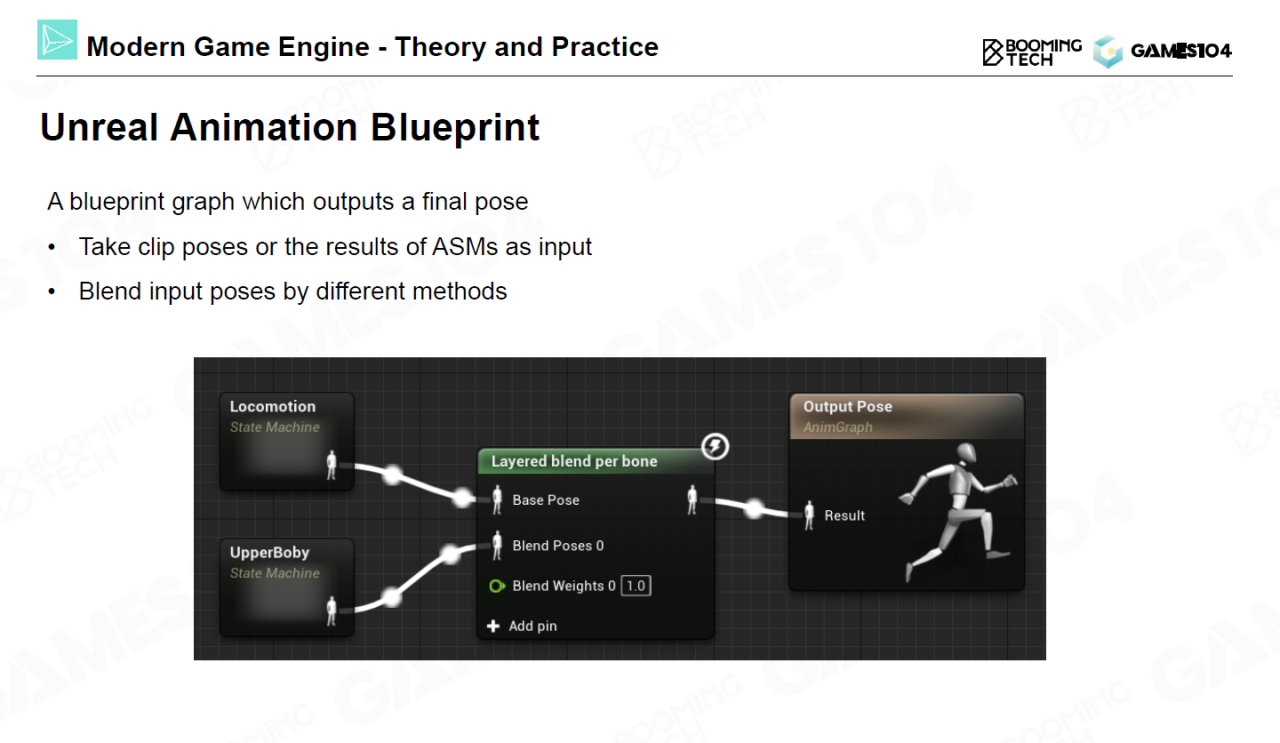 Modern Game Engine - Theory and Practice
BOOMING
TECH
GAMES104
Unreal Animation Blueprint
A blueprint graph which outputs a final pose
• Take clip poses or the results of ASMs as input
• Blend input poses by different methods
Locomotion
State Machine
UpperBoby
State Machine
Layered blend per bone
Base Pose
Blend Poses 0
Blend Weights 0 1.0
Add pin
Output Pose
AnimGraph
Result